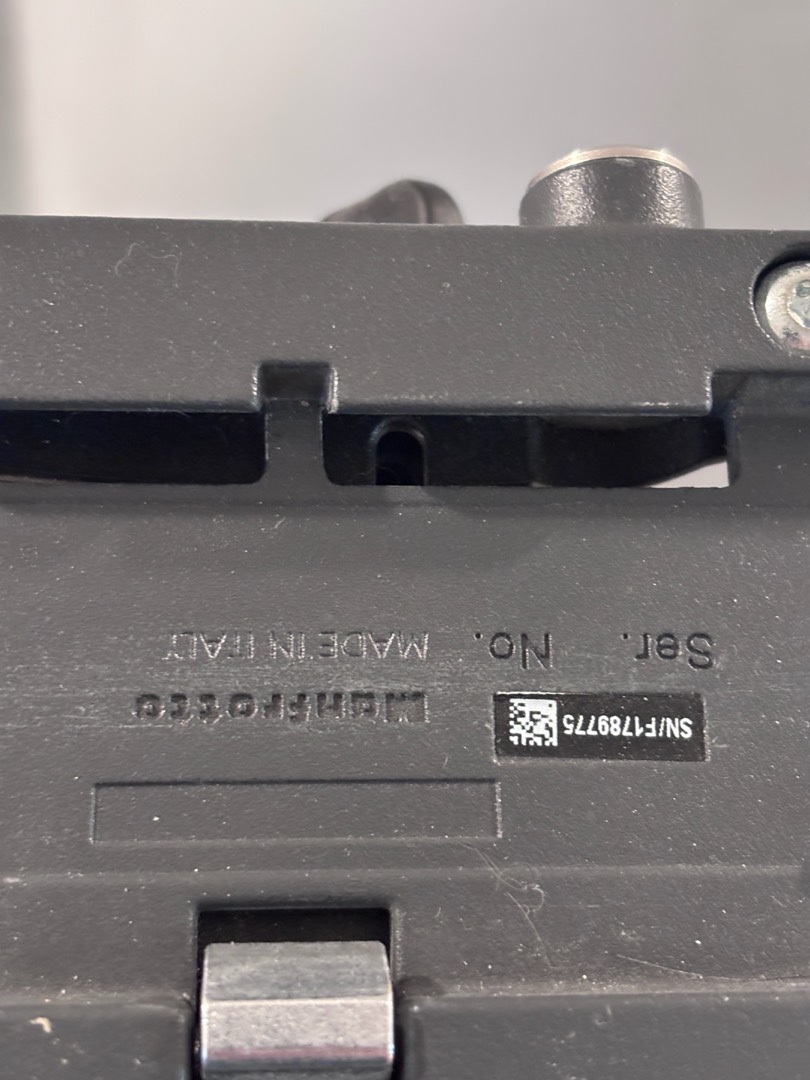 SN/F1789775
Manfrotto
Ser. No.
MADE IN ITALY